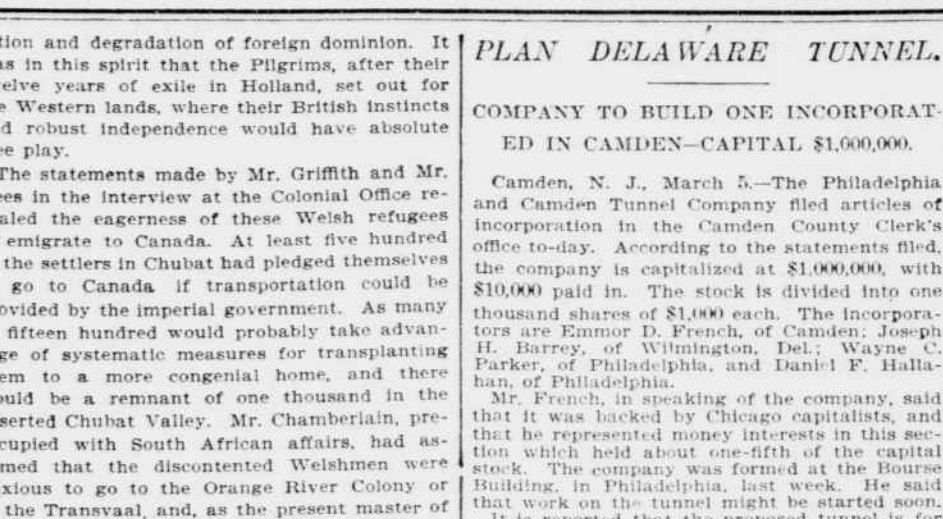 tion and degradation of foreign dominion. It
as in this spirit that the Pilgrims, after their
elve years of exile in Holland, set out for
e Western lands, where their British instincts
d robust independence would have absolute
ee play.
The statements made by Mr. Griffith and Mr.
ees in the interview at the Colonial Office re-
aled the eagerness of these Welsh refugees
emigrate to Canada. At least five hundred
the settlers in Chubat had pledged themselves
go to Canada if transportation could be
ovided by the imperial government. As many
fifteen hundred would probably take advan-
ge of systematic measures for transplanting
em to a more congenial home, and there
ould be a remnant of one thousand in the
serted Chubat Valley. Mr. Chamberlain, pre-
cupied with South African affairs, had as-
med that the discontented Welshmen were
xious to go to the Orange River Colony or
the Transvaal, and, as the present master of
PLAN DELAWARE TUNNEL.
COMPANY TO BUILD ONE INCORPORAT-
ED IN CAMDEN—CAPITAL $1,000,000.
Camden, N. J., March 5.—The Philadelphia
and Camden Tunnel Company filed articles of
incorporation in the Camden County Clerk's
office to-day. According to the statements filed,
the company is capitalized at $1,000,000, with
$10,000 paid in. The stock is divided into one
thousand shares of $1,000 each. The incorpora-
tors are Emmor D. French, of Camden; Joseph
H. Barrey, of Wilmington, Del.; Wayne C.
Parker, of Philadelphia, and Daniel F. Halla-
han, of Philadelphia.
Mr. French, in speaking of the company, said
that it was backed by Chicago capitalists, and
that he represented money interests in this sec-
tion which held about one-fifth of the capital
stock. The company was formed at the Bourse
Building, in Philadelphia, last week. He said
that work on the tunnel might be started soon.
It is reported that the proposed tunnel is for